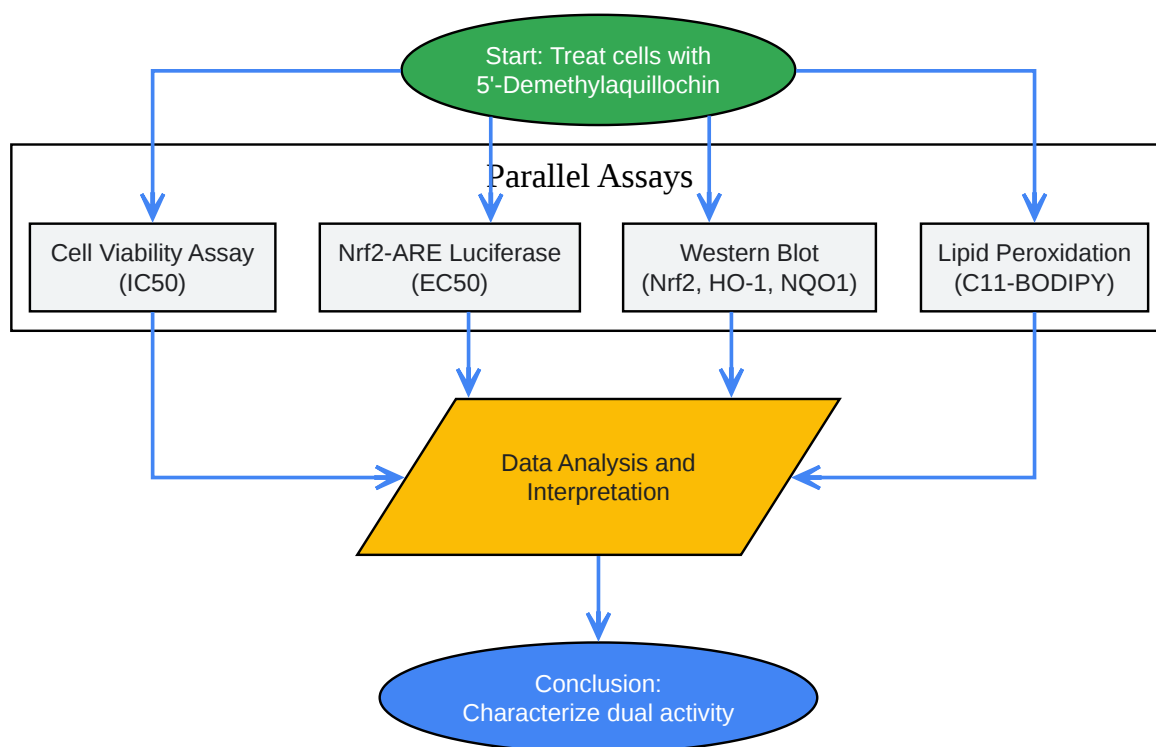 Start: Treat cells with
5'-Demethylaquillochin
Parallel Assays
Cell Viability Assay
(IC50)
Nrf2-ARE Luciferase
(EC50)
Western Blot
(Nrf2, HO-1, NQO1)
Lipid Peroxidation
(C11-BODIPY)
Data Analysis and
Interpretation
Conclusion:
Characterize dual activity